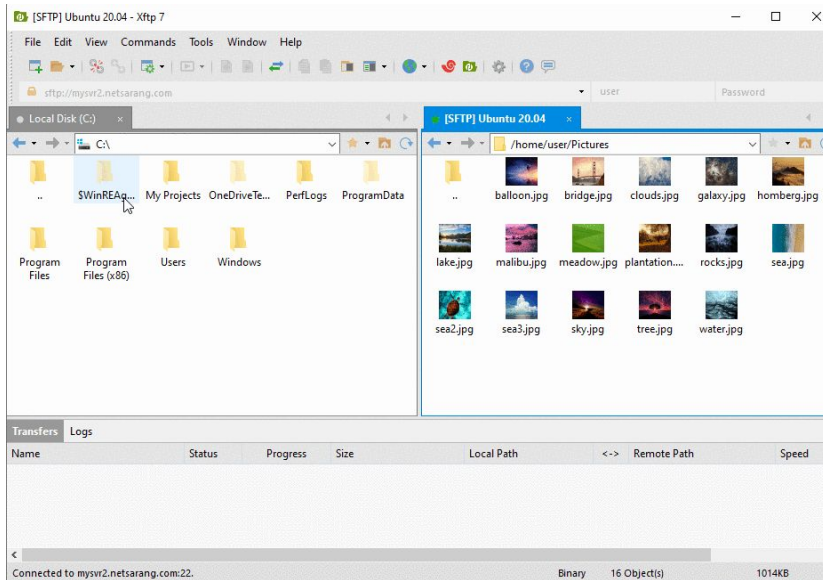 [SFTP] Ubuntu 20.04 - Xftp 7
File Edit View Commands Tools Window Help
sftp://mysvr2.netsarang.com user Password
Local Disk (C:) [SFTP] Ubuntu 20.04
C:\ /home/user/Pictures
.. $WinREAg... My Projects OneDriveTe... PerfLogs ProgramData
.. balloon.jpg bridge.jpg clouds.jpg galaxy.jpg homberg.jpg
Program Files Program Files (x86) Users Windows
lake.jpg malibu.jpg meadow.jpg plantation.... rocks.jpg sea.jpg
sea2.jpg sea3.jpg sky.jpg tree.jpg water.jpg
Transfers Logs
Name Status Progress Size Local Path <-> Remote Path Speed
Connected to mysvr2.netsarang.com:22. Binary 16 Object(s) 1014KB